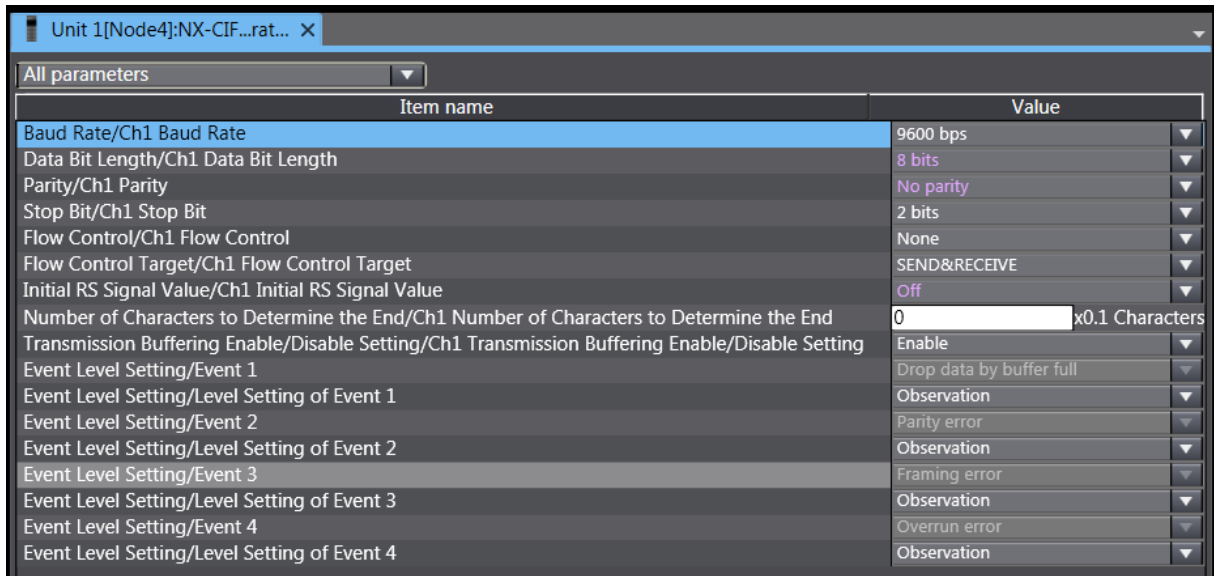 Unit 1[Node4]:NX-CIF...rat...
All parameters
Item name Value
Baud Rate/Ch1 Baud Rate 9600 bps
Data Bit Length/Ch1 Data Bit Length 8 bits
Parity/Ch1 Parity No parity
Stop Bit/Ch1 Stop Bit 2 bits
Flow Control/Ch1 Flow Control None
Flow Control Target/Ch1 Flow Control Target SEND&RECEIVE
Initial RS Signal Value/Ch1 Initial RS Signal Value Off
Number of Characters to Determine the End/Ch1 Number of Characters to Determine the End 0 x0.1 Characters
Transmission Buffering Enable/Disable Setting/Ch1 Transmission Buffering Enable/Disable Setting Enable
Event Level Setting/Event 1 Drop data by buffer full
Event Level Setting/Level Setting of Event 1 Observation
Event Level Setting/Event 2 Parity error
Event Level Setting/Level Setting of Event 2 Observation
Event Level Setting/Event 3 Framing error
Event Level Setting/Level Setting of Event 3 Observation
Event Level Setting/Event 4 Overrun error
Event Level Setting/Level Setting of Event 4 Observation